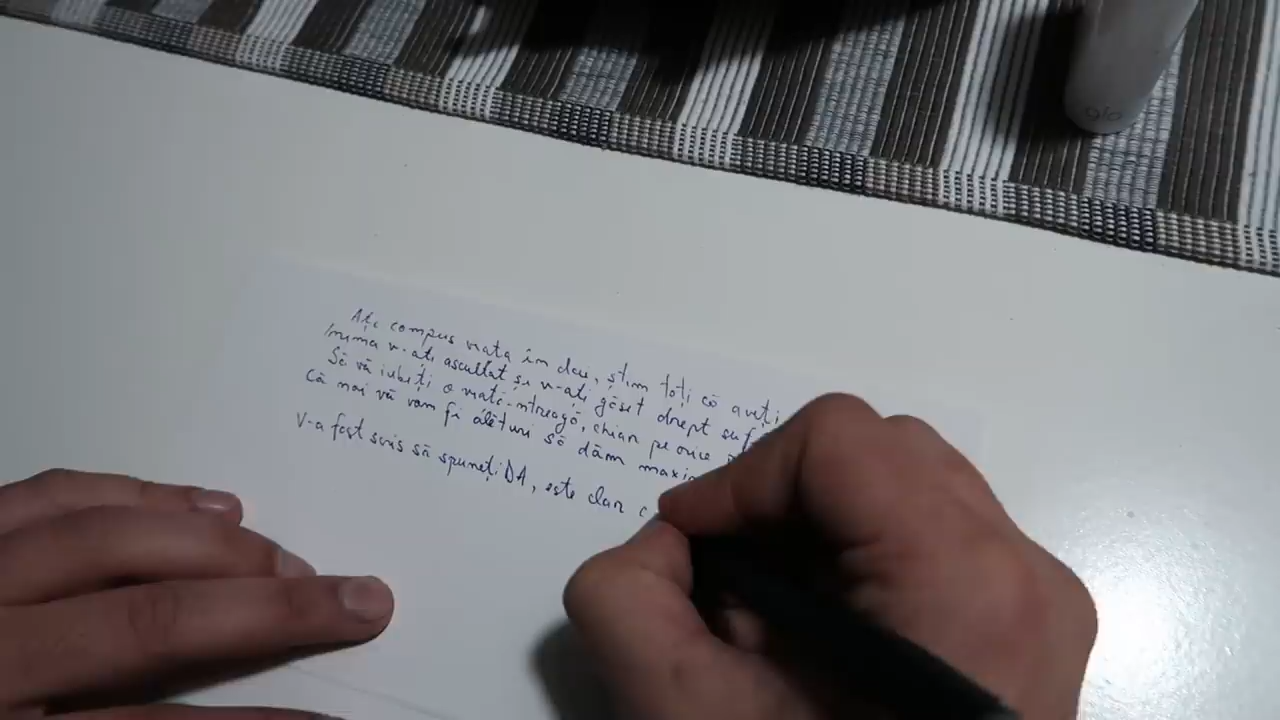 glo
Ați compus viața în doi, știm toți că aveți
Inima v-ați ascultat și v-ați găsit drept
Să vă iubiți o viață-ntreagă, chiar pe orice
Că noi vă vom fi alături să dăm
V-a fost scris să spuneți DA, este clar c